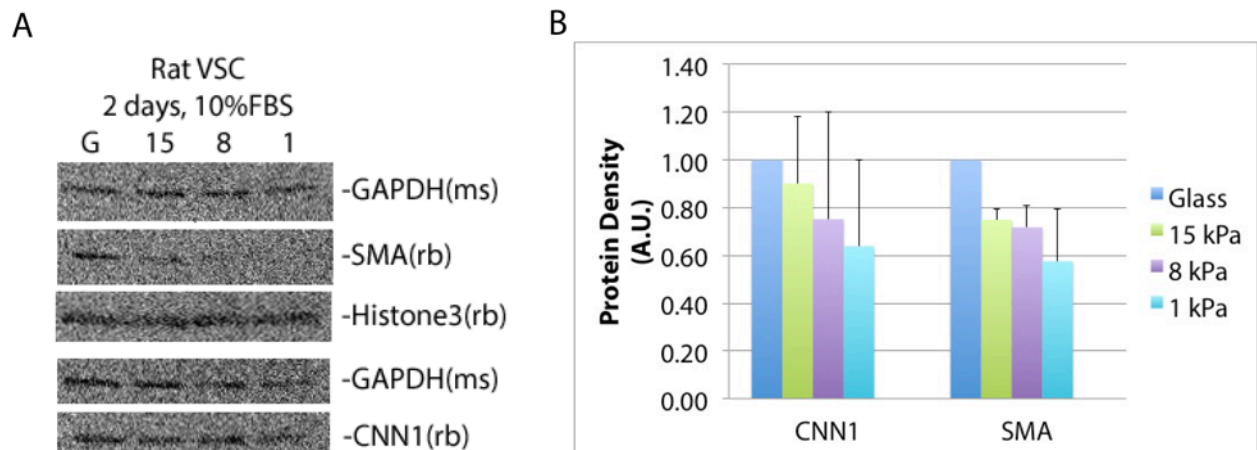 A
Rat VSC
2 days, 10%FBS
G 15 8 1
-GAPDH(ms)
-SMA(rb)
-Histone3(rb)
-GAPDH(ms)
-CNN1(rb)
B
Protein Density
(A.U.)
1.40
1.20
1.00
0.80
0.60
0.40
0.20
0.00
CNN1 SMA
Glass
15 kPa
8 kPa
1 kPa